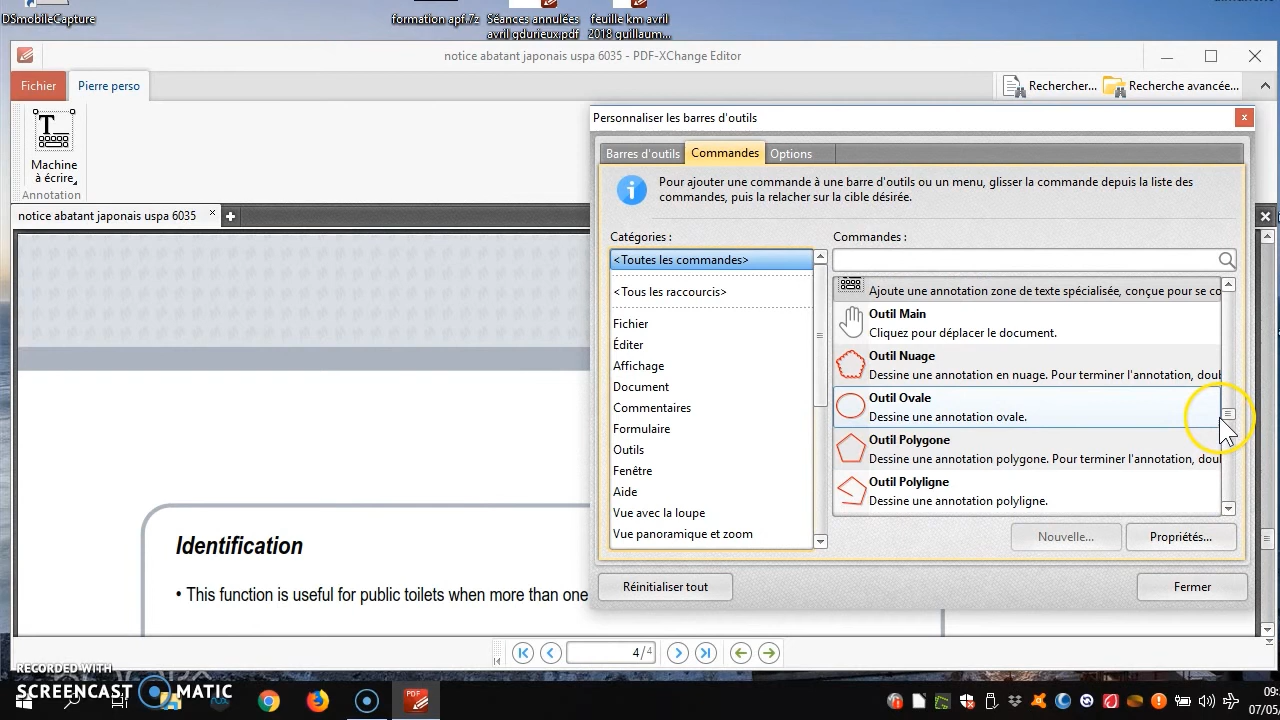 DSmobileCapture
formation apf.7z
Séances annulées
avril gdurieux.pdf
feuille km avril
2018 guillaum...
notice abatant japonais uspa 6035 - PDF-XChange Editor
Fichier
Pierre perso
Rechercher...
Recherche avancée...
T
Machine
à écrire
Annotation
notice abatant japonais uspa 6035
Personnaliser les barres d'outils
Barres d'outils
Commandes
Options
Pour ajouter une commande à une barre d'outils ou un menu, glisser la commande depuis la liste des
commandes, puis la relacher sur la cible désirée.
Catégories :
<Toutes les commandes>
<Tous les raccourcis>
Fichier
Éditer
Affichage
Document
Commentaires
Formulaire
Outils
Fenêtre
Aide
Vue avec la loupe
Vue panoramique et zoom
Commandes :
Ajoute une annotation zone de texte spécialisée, conçue pour se co
Outil Main
Cliquez pour déplacer le document.
Outil Nuage
Dessine une annotation en nuage. Pour terminer l'annotation, doul
Outil Ovale
Dessine une annotation ovale.
Outil Polygone
Dessine une annotation polygone. Pour terminer l'annotation, doul
Outil Polyligne
Dessine une annotation polyligne.
Nouvelle...
Propriétés...
Réinitialiser tout
Fermer
Identification
• This function is useful for public toilets when more than one
4/4
RECORDED WITH
SCREENCAST MATIC
PDF
09:
07/05